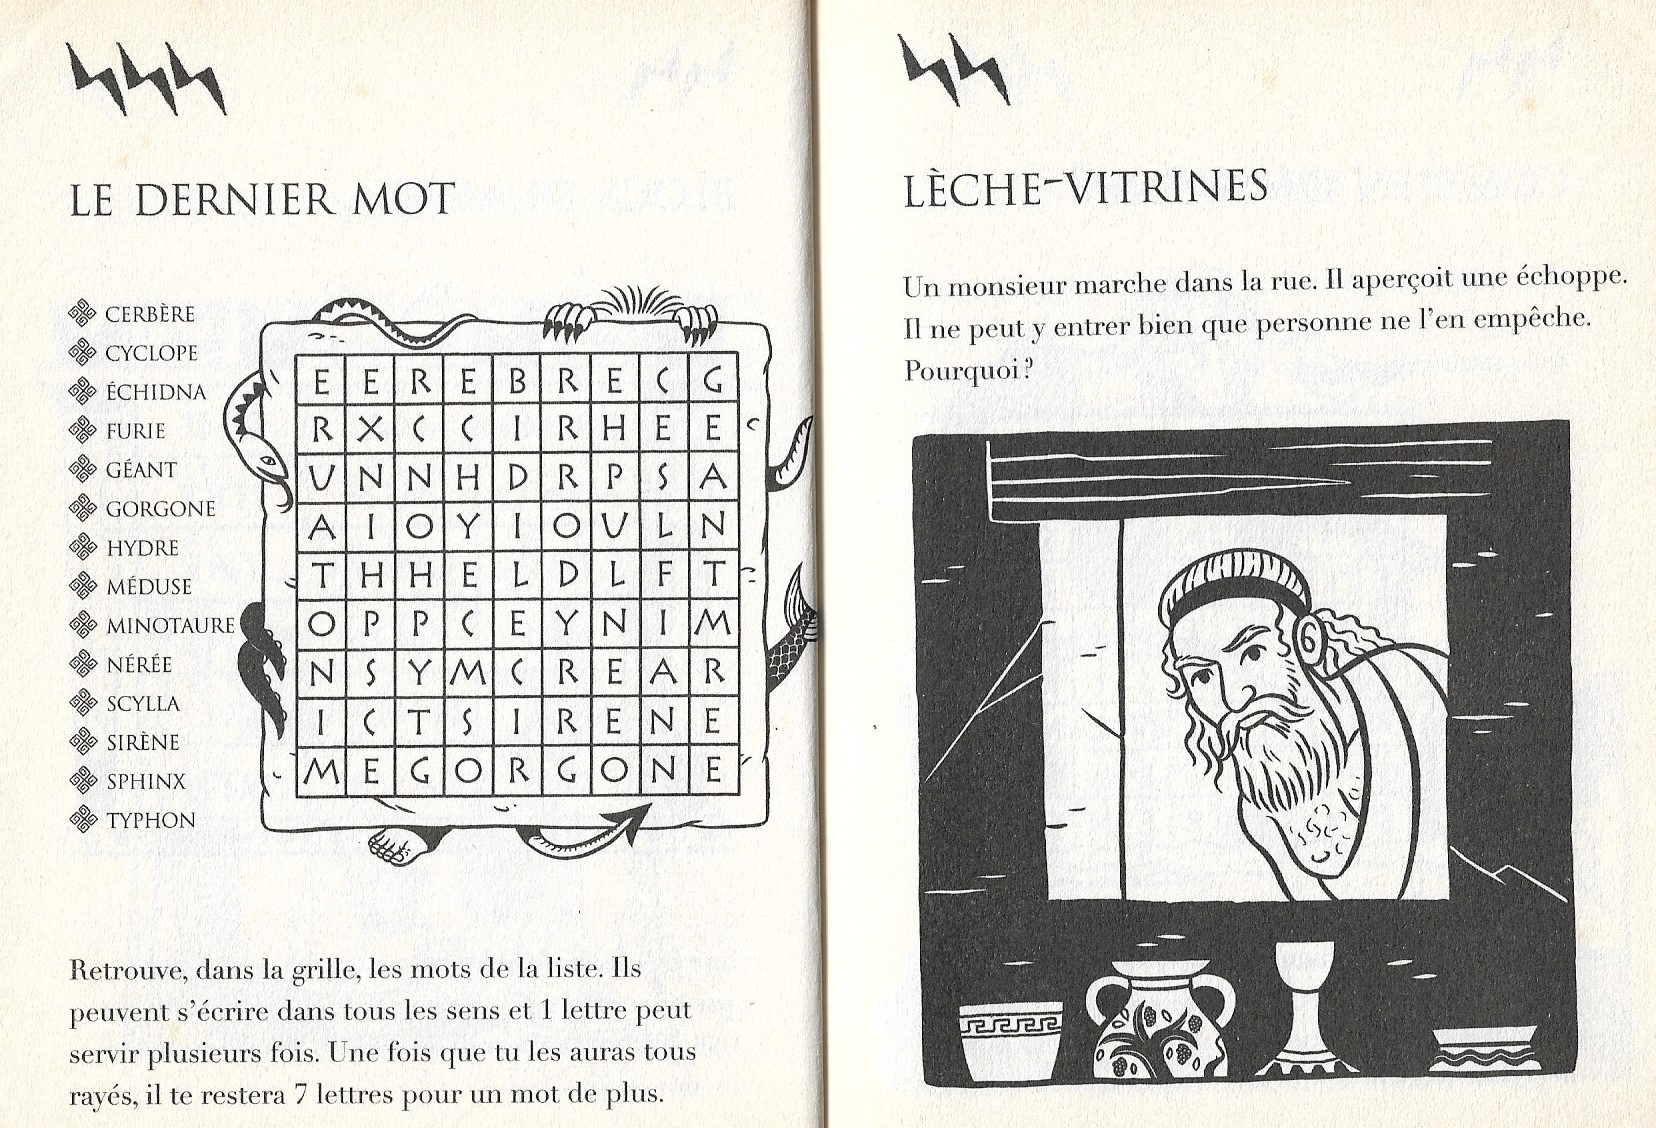 LE DERNIER MOT
CERBÈRE
CYCLOPE
ÉCHIDNA
FURIE
GÉANT
GORGONE
HYDRE
MÉDUSE
MINOTAURE
NÉRÉE
SCYLLA
SIRÈNE
SPHINX
TYPHON
E E R E B R E C G
R X C C I R H E E
U N N H D R P S A
A I O Y I O U L N
T H H E L D L F T
O P P C E Y N I M
N S Y M C R E A R
I C T S I R E N E
M E G O R G O N E
Retrouve, dans la grille, les mots de la liste. Ils
peuvent s'écrire dans tous les sens et 1 lettre peut
servir plusieurs fois. Une fois que tu les auras tous
rayés, il te restera 7 lettres pour un mot de plus.
LÈCHE-VITRINES
Un monsieur marche dans la rue. Il aperçoit une échoppe.
Il ne peut y entrer bien que personne ne l'en empêche.
Pourquoi?